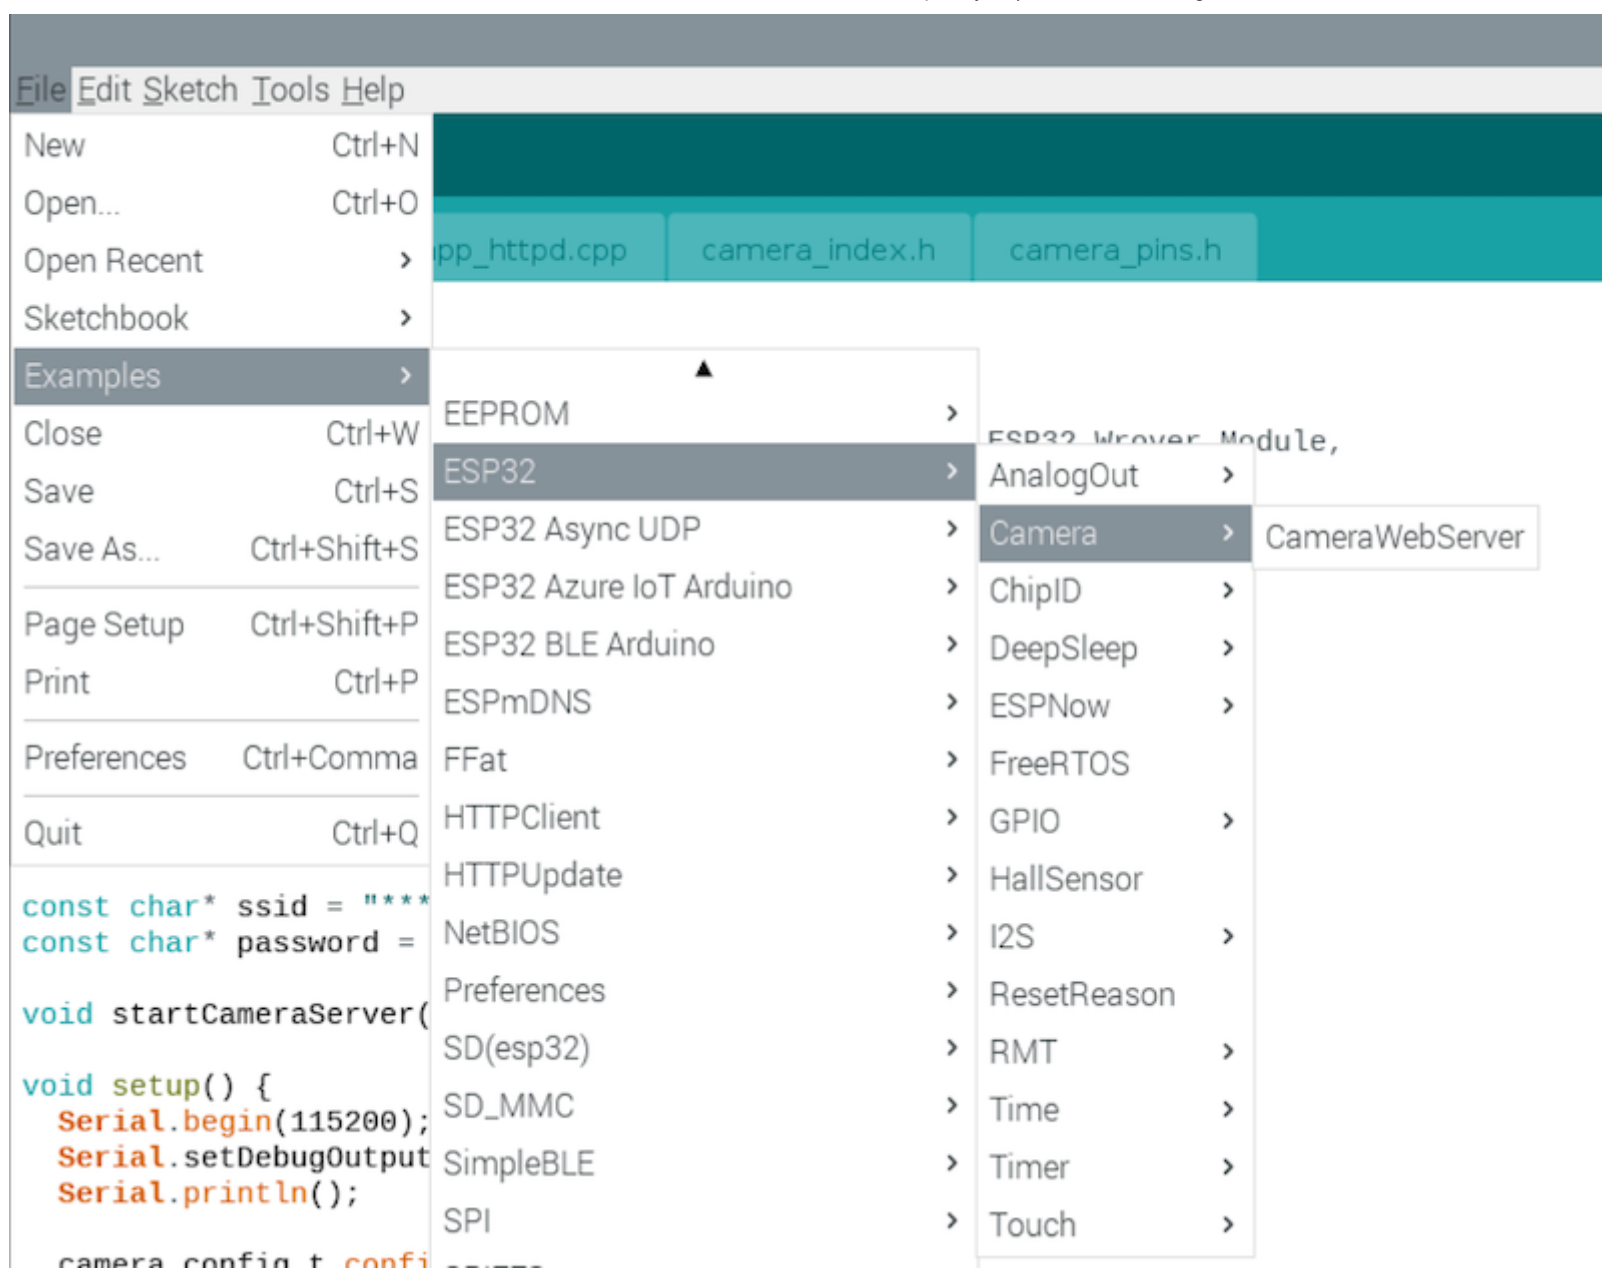 File Edit Sketch Tools Help
New Ctrl+N
Open... Ctrl+O
Open Recent
Sketchbook
Examples
Close Ctrl+W
Save Ctrl+S
Save As... Ctrl+Shift+S
Page Setup Ctrl+Shift+P
Print Ctrl+P
Preferences Ctrl+Comma
Quit Ctrl+Q
pp_httpd.cpp camera_index.h camera_pins.h
EEPROM
ESP32
ESP32 Async UDP
ESP32 Azure IoT Arduino
ESP32 BLE Arduino
ESPmDNS
FFat
HTTPClient
HTTPUpdate
NetBIOS
Preferences
SD(esp32)
SD_MMC
SimpleBLE
SPI
ESP32 Wrover Module,
AnalogOut
Camera
ChipID
DeepSleep
ESPNow
FreeRTOS
GPIO
HallSensor
I2S
ResetReason
RMT
Time
Timer
Touch
CameraWebServer
const char* ssid = "***
const char* password =
void startCameraServer(
void setup() {
Serial.begin(115200);
Serial.setDebugOutput
Serial.println();
camera_config_t confi